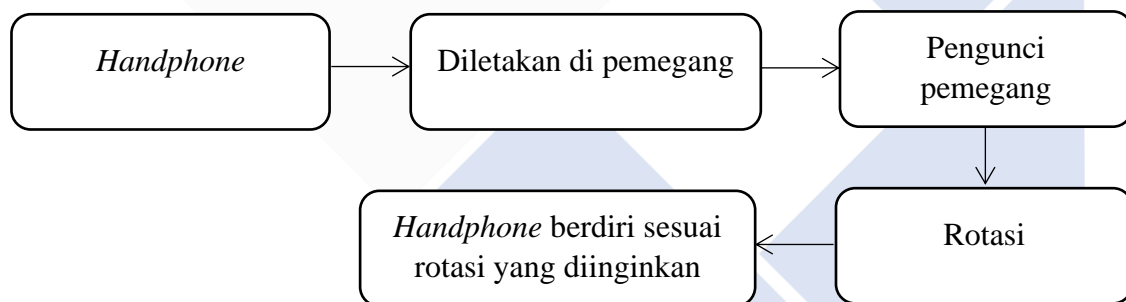 Handphone
Diletakan di pemegang
Pengunci
pemegang
Rotasi
Handphone berdiri sesuai
rotasi yang diinginkan